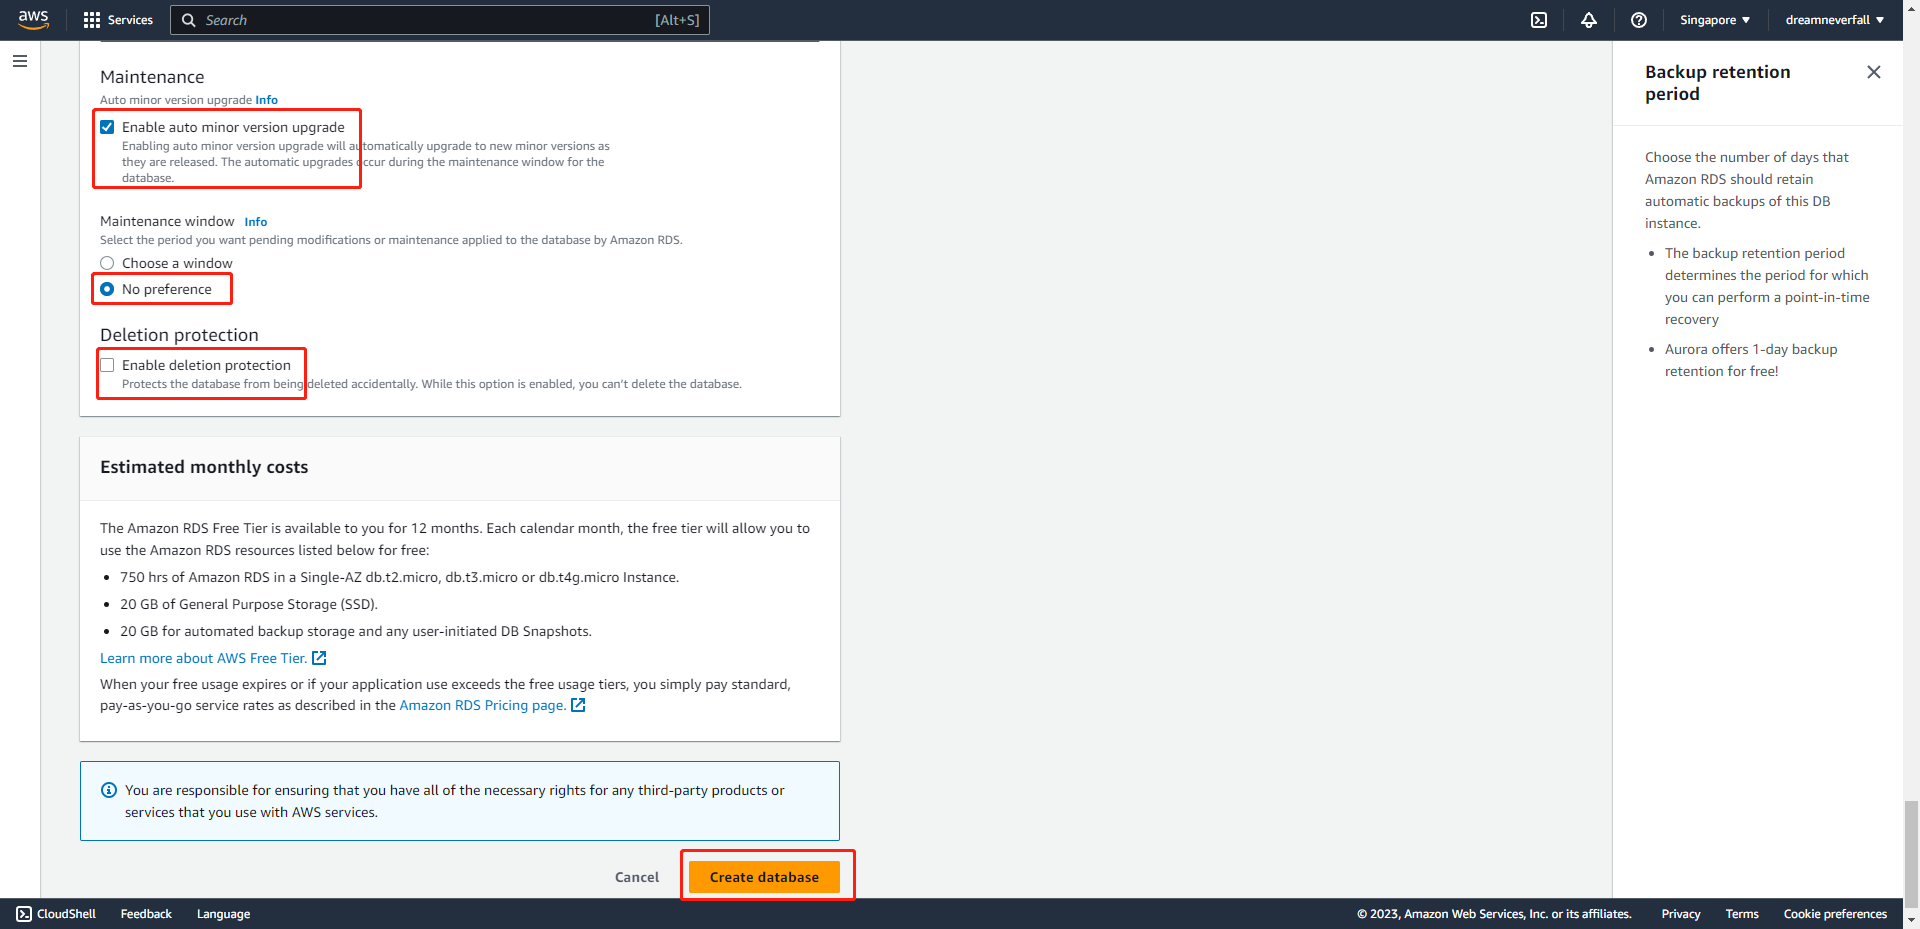 aws
Services
Search
[Alt+S]
Singapore
dreamneverfall
Maintenance
Auto minor version upgrade Info
Enable auto minor version upgrade
Enabling auto minor version upgrade will automatically upgrade to new minor versions as
they are released. The automatic upgrades occur during the maintenance window for the
database.
Maintenance window Info
Select the period you want pending modifications or maintenance applied to the database by Amazon RDS.
Choose a window
No preference
Deletion protection
Enable deletion protection
Protects the database from being deleted accidentally. While this option is enabled, you can't delete the database.
Estimated monthly costs
The Amazon RDS Free Tier is available to you for 12 months. Each calendar month, the free tier will allow you to
use the Amazon RDS resources listed below for free:
750 hrs of Amazon RDS in a Single-AZ db.t2.micro, db.t3.micro or db.t4g.micro Instance.
20 GB of General Purpose Storage (SSD).
20 GB for automated backup storage and any user-initiated DB Snapshots.
Learn more about AWS Free Tier.
When your free usage expires or if your application use exceeds the free usage tiers, you simply pay standard,
pay-as-you-go service rates as described in the Amazon RDS Pricing page.
You are responsible for ensuring that you have all of the necessary rights for any third-party products or
services that you use with AWS services.
Cancel
Create database
Backup retention
period
Choose the number of days that
Amazon RDS should retain
automatic backups of this DB
instance.
The backup retention period
determines the period for which
you can perform a point-in-time
recovery
Aurora offers 1-day backup
retention for free!
CloudShell
Feedback
Language
© 2023, Amazon Web Services, Inc. or its affiliates.
Privacy
Terms
Cookie preferences